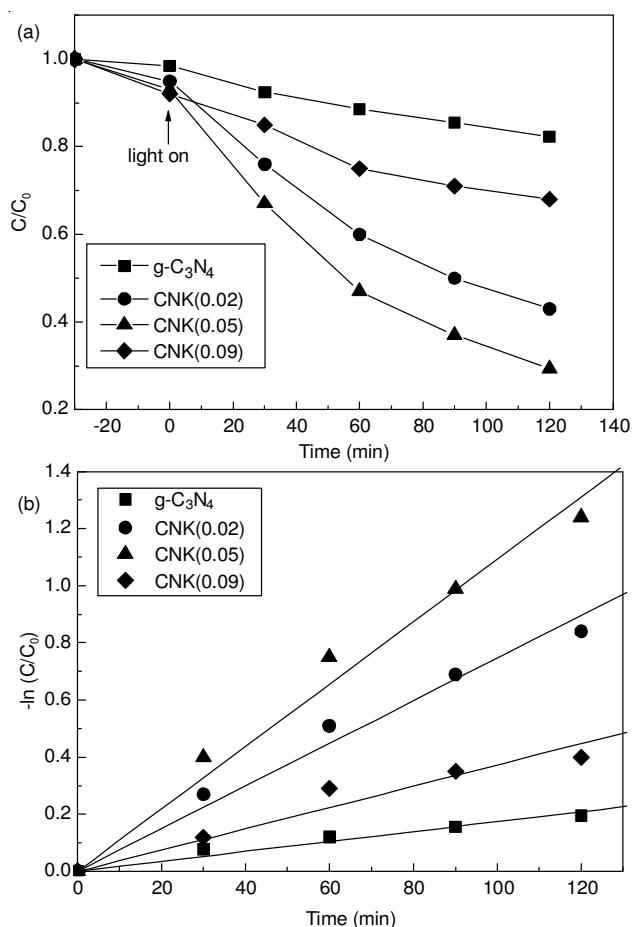 (a)
1.0
0.8
0.6
0.4
0.2
C/C₀
light on
g-C₃N₄
CNK(0.02)
CNK(0.05)
CNK(0.09)
-20 0 20 40 60 80 100 120 140
Time (min)
(b)
1.4
1.2
1.0
0.8
0.6
0.4
0.2
0.0
-ln (C/C₀)
g-C₃N₄
CNK(0.02)
CNK(0.05)
CNK(0.09)
0 20 40 60 80 100 120
Time (min)